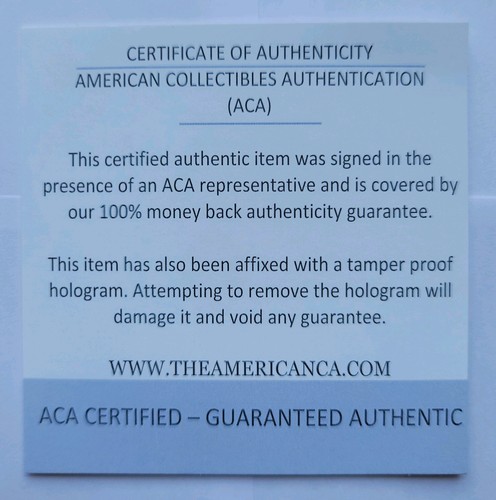 CERTIFICATE OF AUTHENTICITY
AMERICAN COLLECTIBLES AUTHENTICATION
(ACA)
This certified authentic item was signed in the
presence of an ACA representative and is covered by
our 100% money back authenticity guarantee.
This item has also been affixed with a tamper proof
hologram. Attempting to remove the hologram will
damage it and void any guarantee.
WWW.THEAMERICANCA.COM
ACA CERTIFIED – GUARANTEED AUTHENTIC